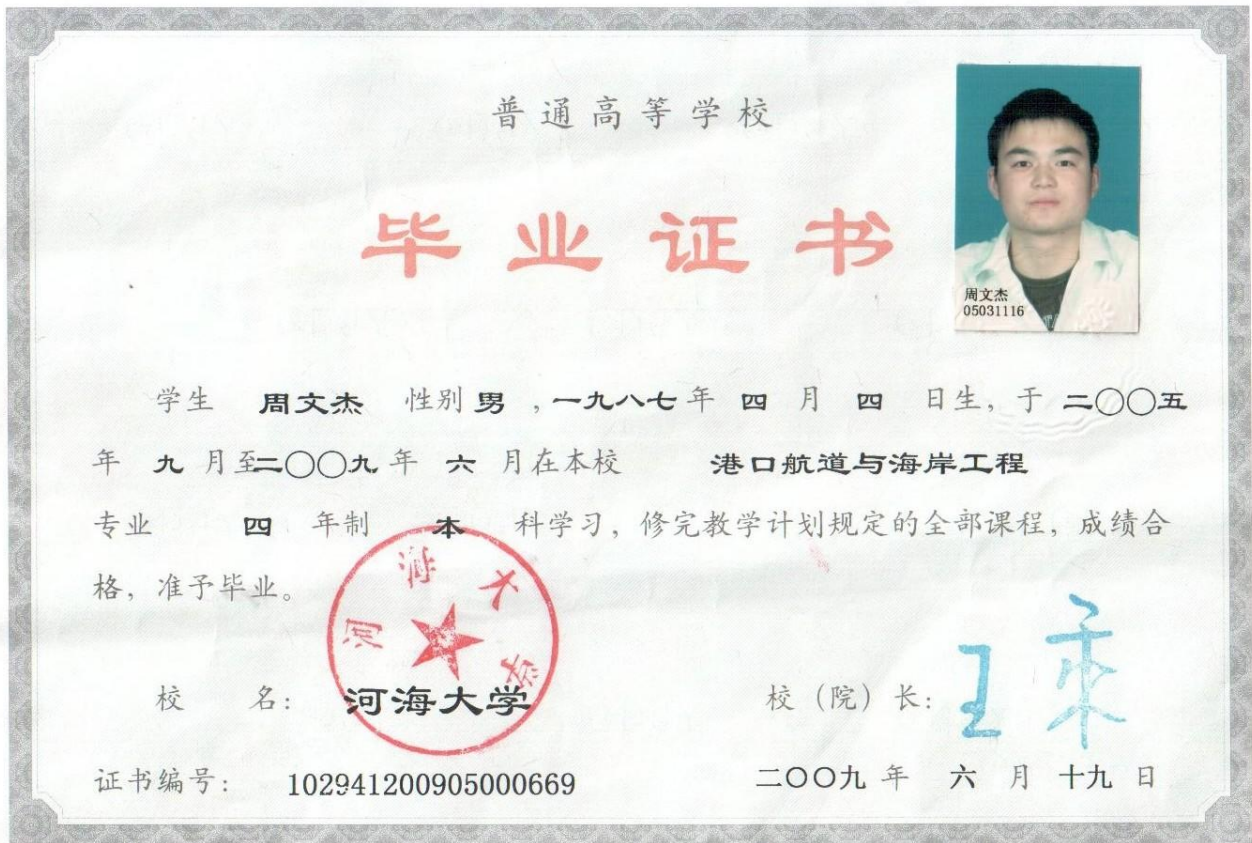 普通高等学校
毕业证书
周文杰
05031116
学生 周文杰 性别 男 ,一九八七年 四 月 四 日生, 于 二〇〇五
年 九 月至二〇〇九年 六 月在本校 港口航道与海岸工程
专业 四 年制 本 科学习, 修完教学计划规定的全部课程, 成绩合
格, 准予毕业。
河海大学
校 名: 河海大学 校 (院) 长: 王乘
证书编号: 102941200905000669 二〇〇九 年 六 月 十九 日